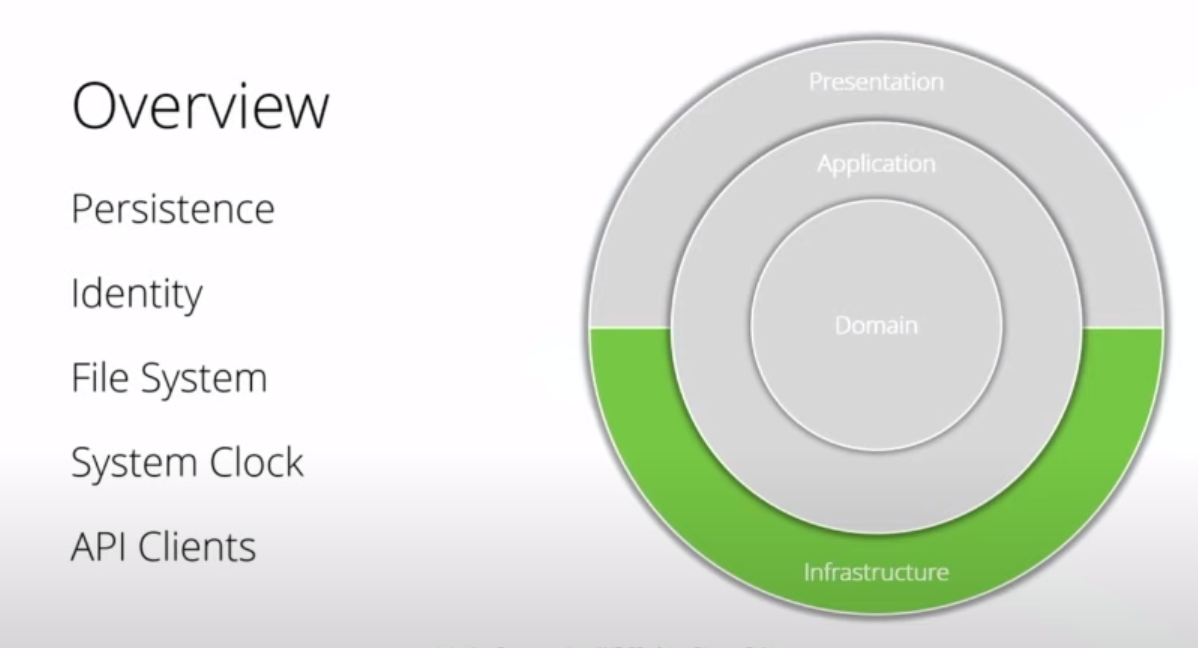 Overview
Persistence
Identity
File System
System Clock
API Clients
Presentation
Application
Domain
Infrastructure